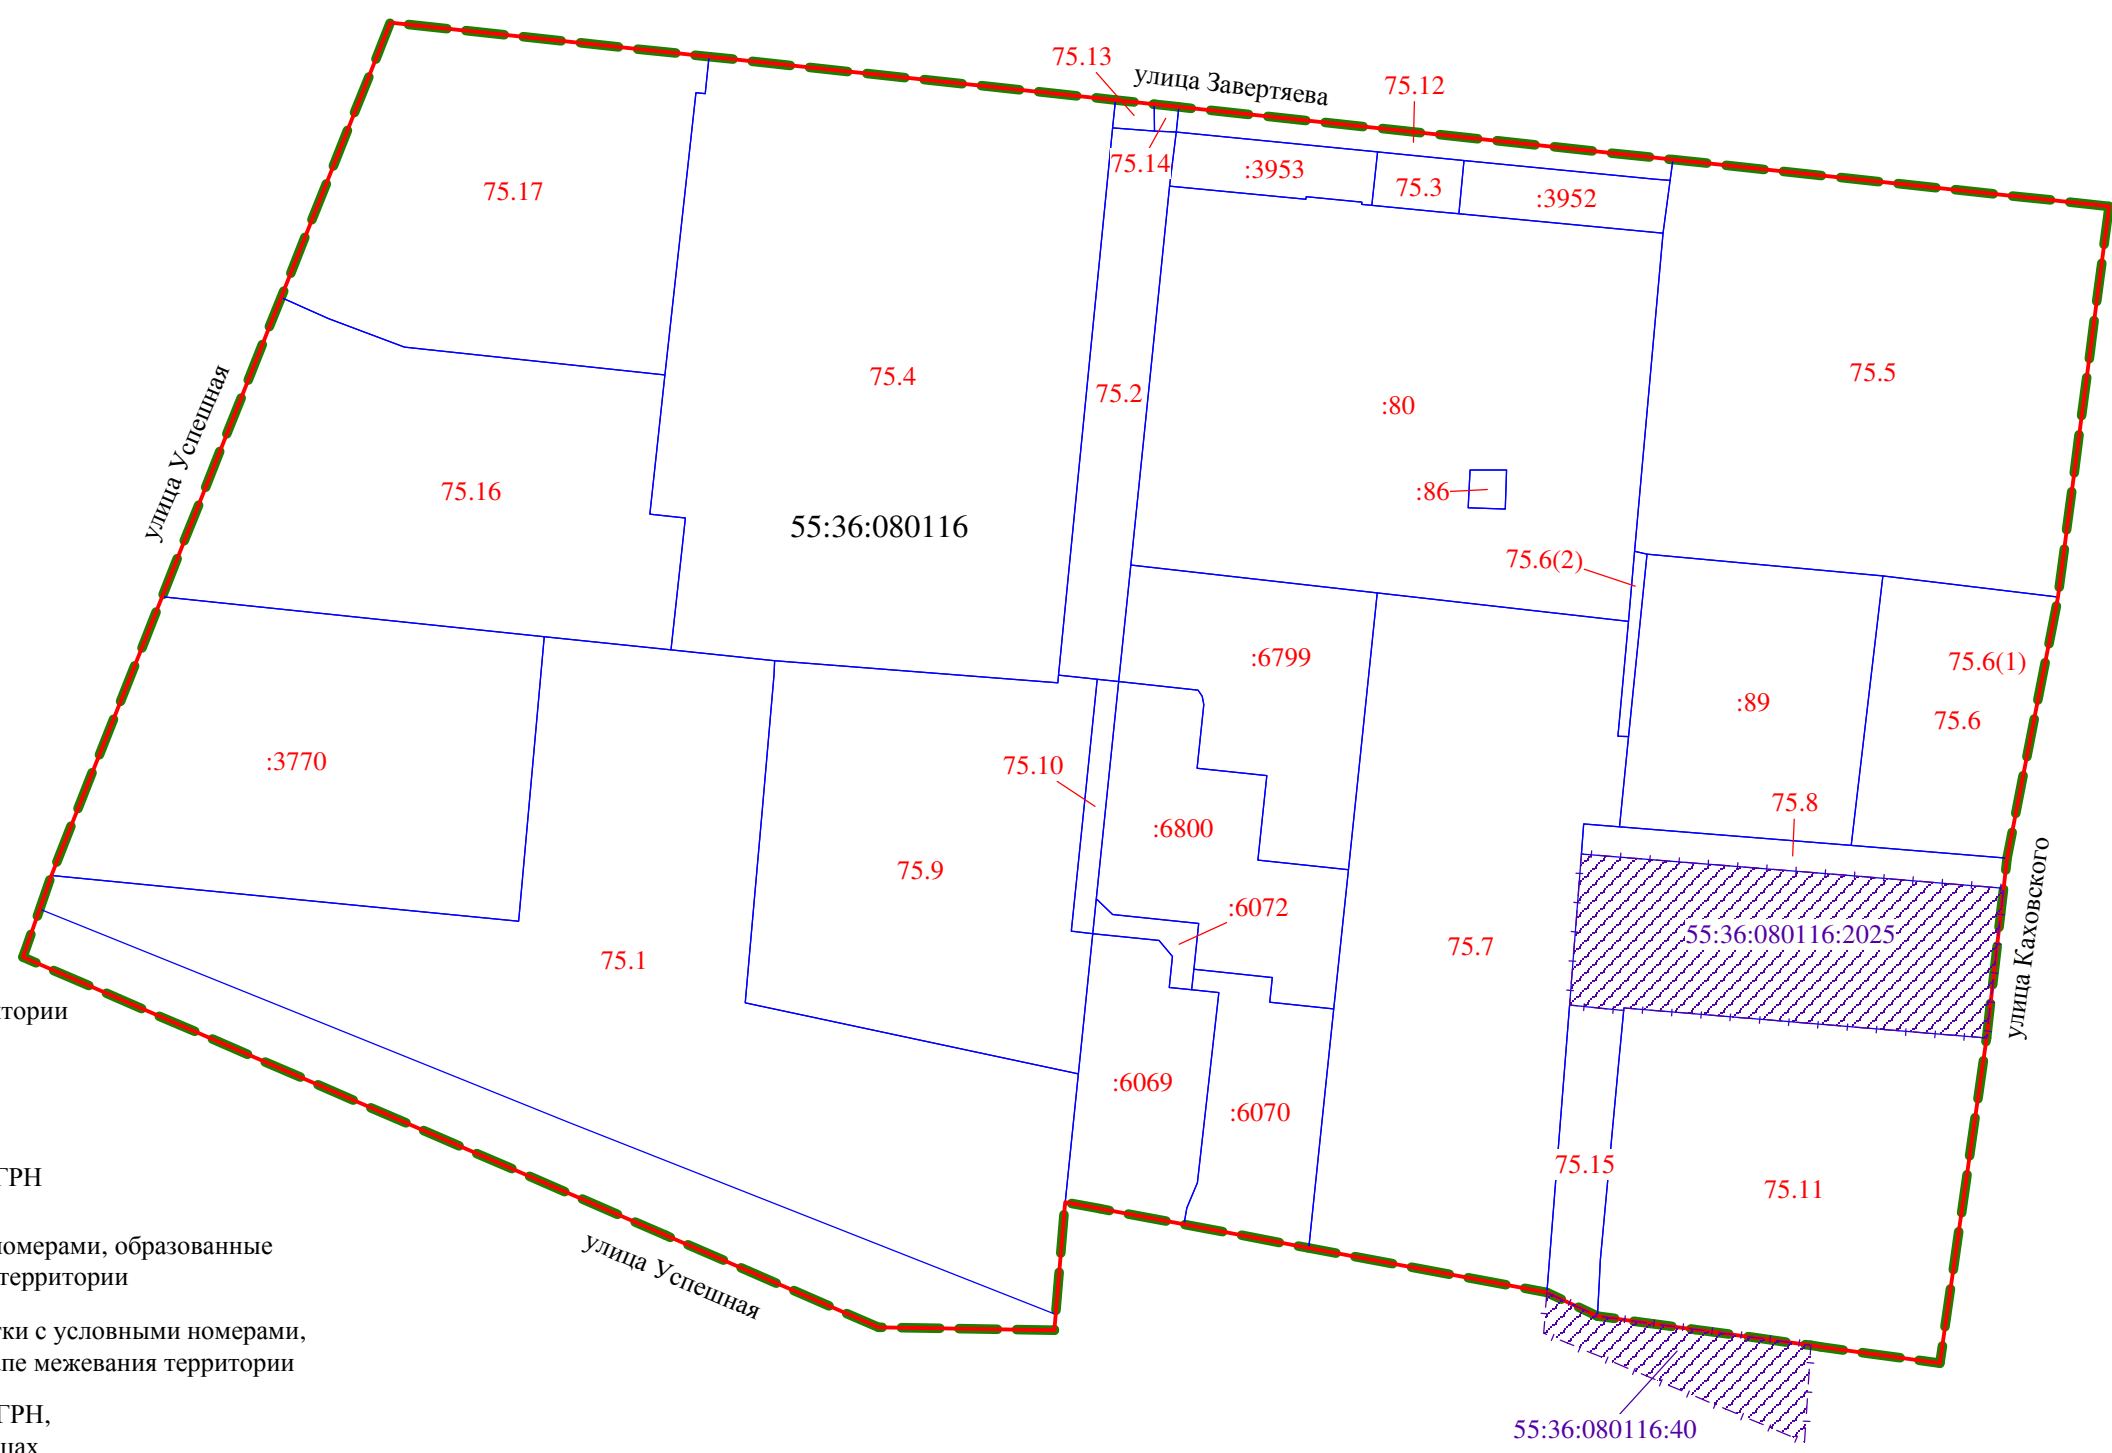 75.13
улица Завертяева
75.12
75.14
:3953
75.3
:3952
75.17
75.4
75.2
:80
75.5
улица Успешная
75.16
:86
55:36:080116
75.6(2)
:6799
75.6(1)
:89
75.6
:3770
75.10
75.8
:6800
75.9
:6072
улица Каховского
55:36:080116:2025
75.7
75.1
тории
:6069
:6070
ГРН
75.15
75.11
номерами, образованные
территории
улица Успешная
тки с условными номерами,
апе межевания территории
ГРН,
цах
55:36:080116:40